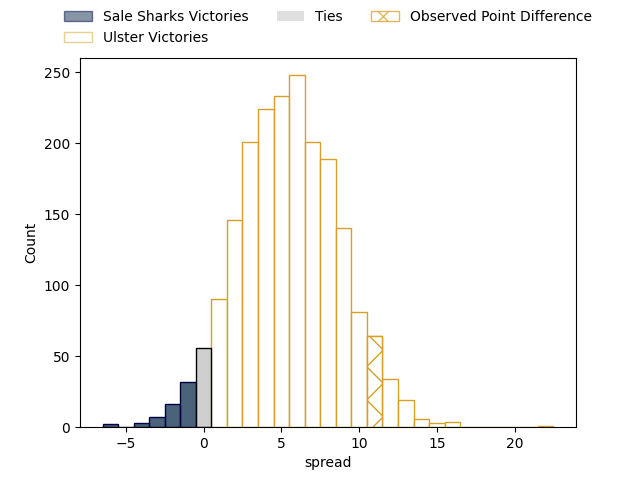 Sale Sharks Victories
Ties
Observed Point Difference
Ulster Victories
250
200
150
100
50
0
Count
−5
0
5
10
15
20
spread